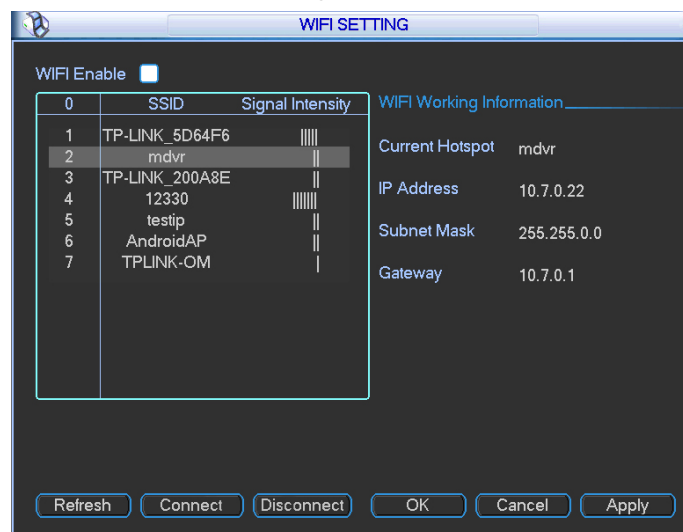 WIFI SETTING
WIFI Enable
0 SSID Signal Intensity
1 TP-LINK_5D64F6 |||||
2 mdvr ||
3 TP-LINK_200A8E ||
4 12330 |||||||
5 testip ||
6 AndroidAP ||
7 TPLINK-OM |
WIFI Working Information
Current Hotspot mdvr
IP Address 10.7.0.22
Subnet Mask 255.255.0.0
Gateway 10.7.0.1
Refresh Connect Disconnect OK Cancel Apply